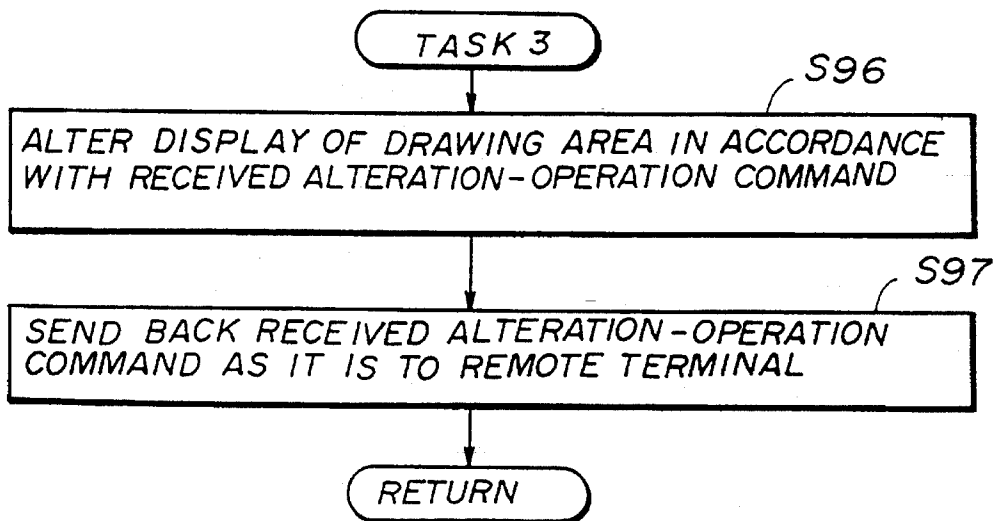 TASK 3
S96
ALTER DISPLAY OF DRAWING AREA IN ACCORDANCE
WITH RECEIVED ALTERATION-OPERATION COMMAND
S97
SEND BACK RECEIVED ALTERATION-OPERATION
COMMAND AS IT IS TO REMOTE TERMINAL
RETURN